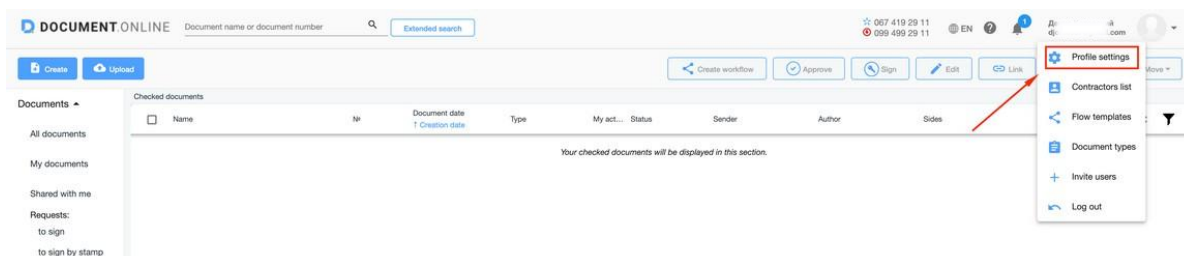 DOCUMENT.ONLINE
Document name or document number
Extended search
067 419 29 11
099 499 29 11
EN
1
.com
Create
Upload
Create workflow
Approve
Sign
Edit
Link
Move
Profile settings
Contractors list
Flow templates
Document types
Invite users
Log out
Documents
All documents
My documents
Shared with me
Requests:
to sign
to sign by stamp
Checked documents
Name
№
Document date
↑ Creation date
Type
My act...
Status
Sender
Author
Sides
Your checked documents will be displayed in this section.